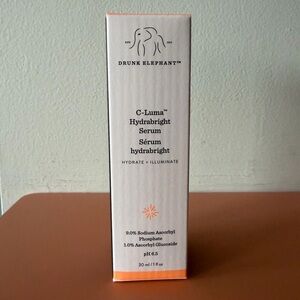 DRUNK ELEPHANT™
C-Luma™
Hydrabright
Serum
Sérum
hydrabright
HYDRATE + ILLUMINATE
9.0% Sodium Ascorbyl
Phosphate
1.0% Ascorbyl Glucoside
pH 6.5
30 ml / 1 fl oz